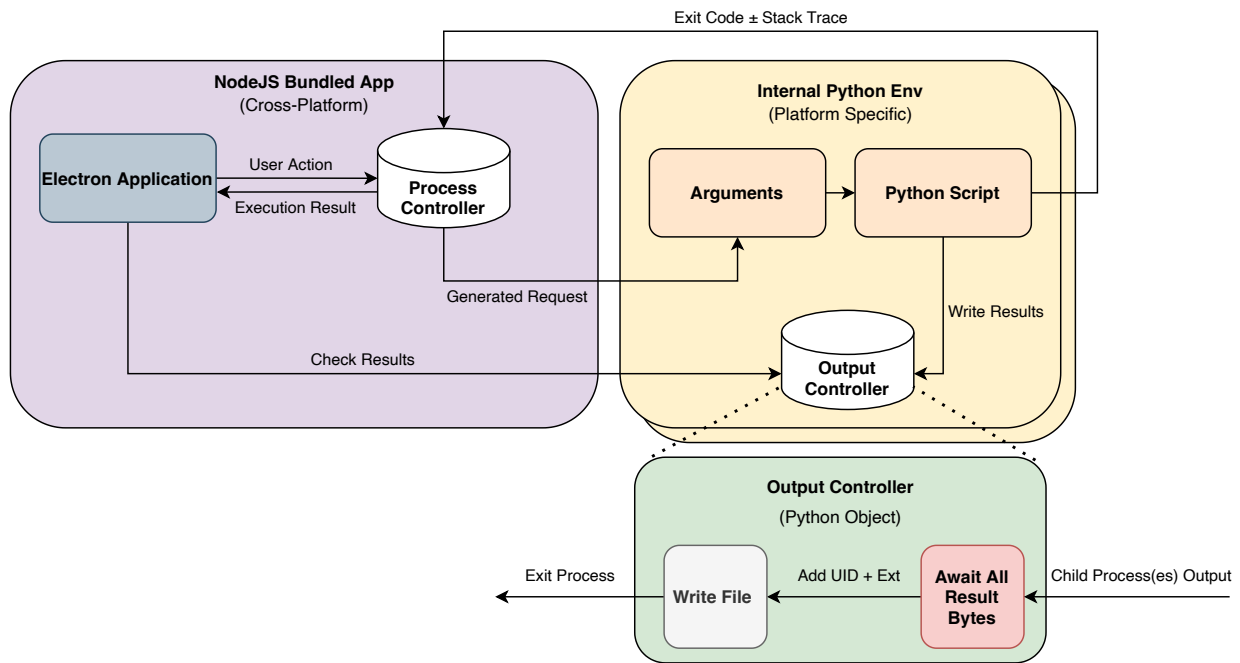 Exit Code ± Stack Trace
NodeJS Bundled App
(Cross-Platform)
Internal Python Env
(Platform Specific)
Electron Application
User Action
Execution Result
Process
Controller
Arguments
Python Script
Generated Request
Write Results
Check Results
Output
Controller
Output Controller
(Python Object)
Exit Process
Write File
Add UID + Ext
Await All
Result
Bytes
Child Process(es) Output